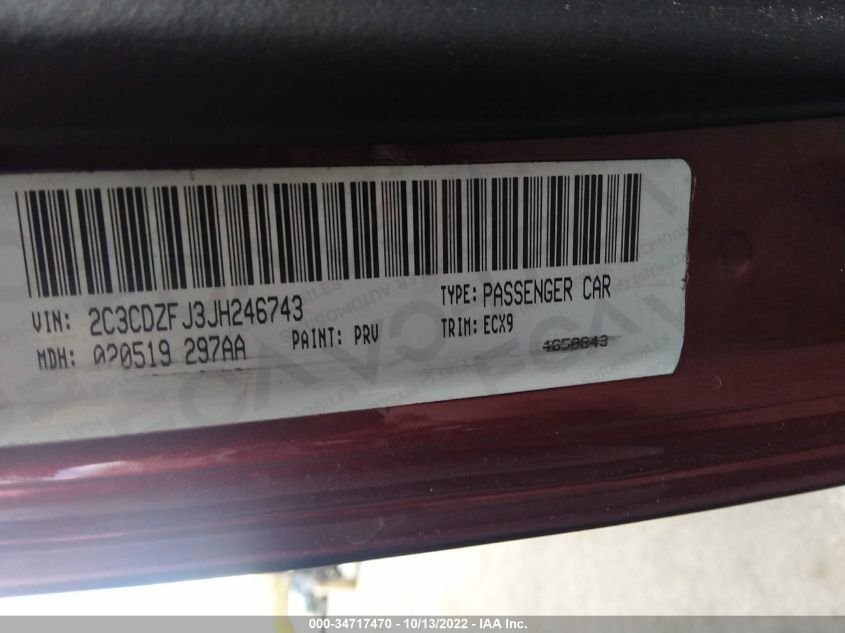 VIN: 2C3CDZFJ3JH246743
TYPE: PASSENGER CAR
MDH: 020519 297AA
PAINT: PRV
TRIM: ECX9
4659843
000-34717470 - 10/13/2022 - IAA Inc.